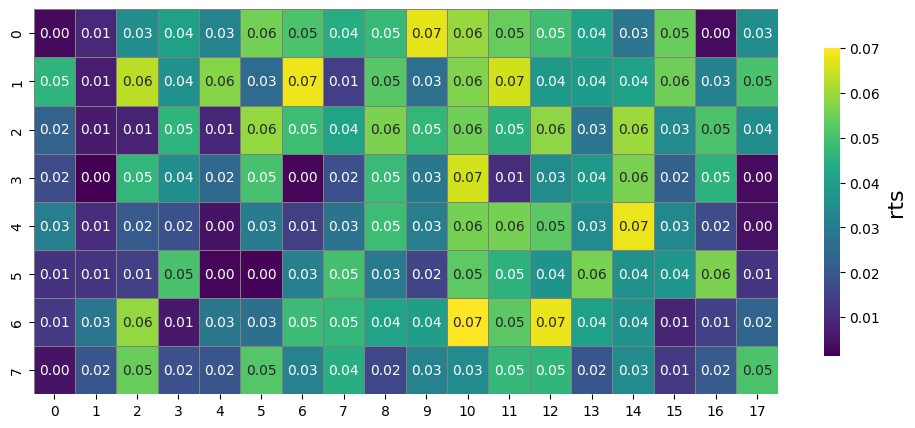 0 0.00 0.01 0.03 0.04 0.03 0.06 0.05 0.04 0.05 0.07 0.06 0.05 0.05 0.04 0.03 0.05 0.00 0.03
1 0.05 0.01 0.06 0.04 0.06 0.03 0.07 0.01 0.05 0.03 0.06 0.07 0.04 0.04 0.04 0.06 0.03 0.05
2 0.02 0.01 0.01 0.05 0.01 0.06 0.05 0.04 0.06 0.05 0.06 0.05 0.06 0.03 0.06 0.03 0.05 0.04
3 0.02 0.00 0.05 0.04 0.02 0.05 0.00 0.02 0.05 0.03 0.07 0.01 0.03 0.04 0.06 0.02 0.05 0.00
4 0.03 0.01 0.02 0.02 0.00 0.03 0.01 0.03 0.05 0.03 0.06 0.06 0.05 0.03 0.07 0.03 0.02 0.00
5 0.01 0.01 0.01 0.05 0.00 0.00 0.03 0.05 0.03 0.02 0.05 0.05 0.04 0.06 0.04 0.04 0.06 0.01
6 0.01 0.03 0.06 0.01 0.03 0.03 0.05 0.05 0.04 0.04 0.07 0.05 0.07 0.04 0.04 0.01 0.01 0.02
7 0.00 0.02 0.05 0.02 0.02 0.05 0.03 0.04 0.02 0.03 0.03 0.05 0.05 0.02 0.03 0.01 0.02 0.05
0 1 2 3 4 5 6 7 8 9 10 11 12 13 14 15 16 17
0.07
0.06
0.05
0.04
0.03
0.02
0.01
rts